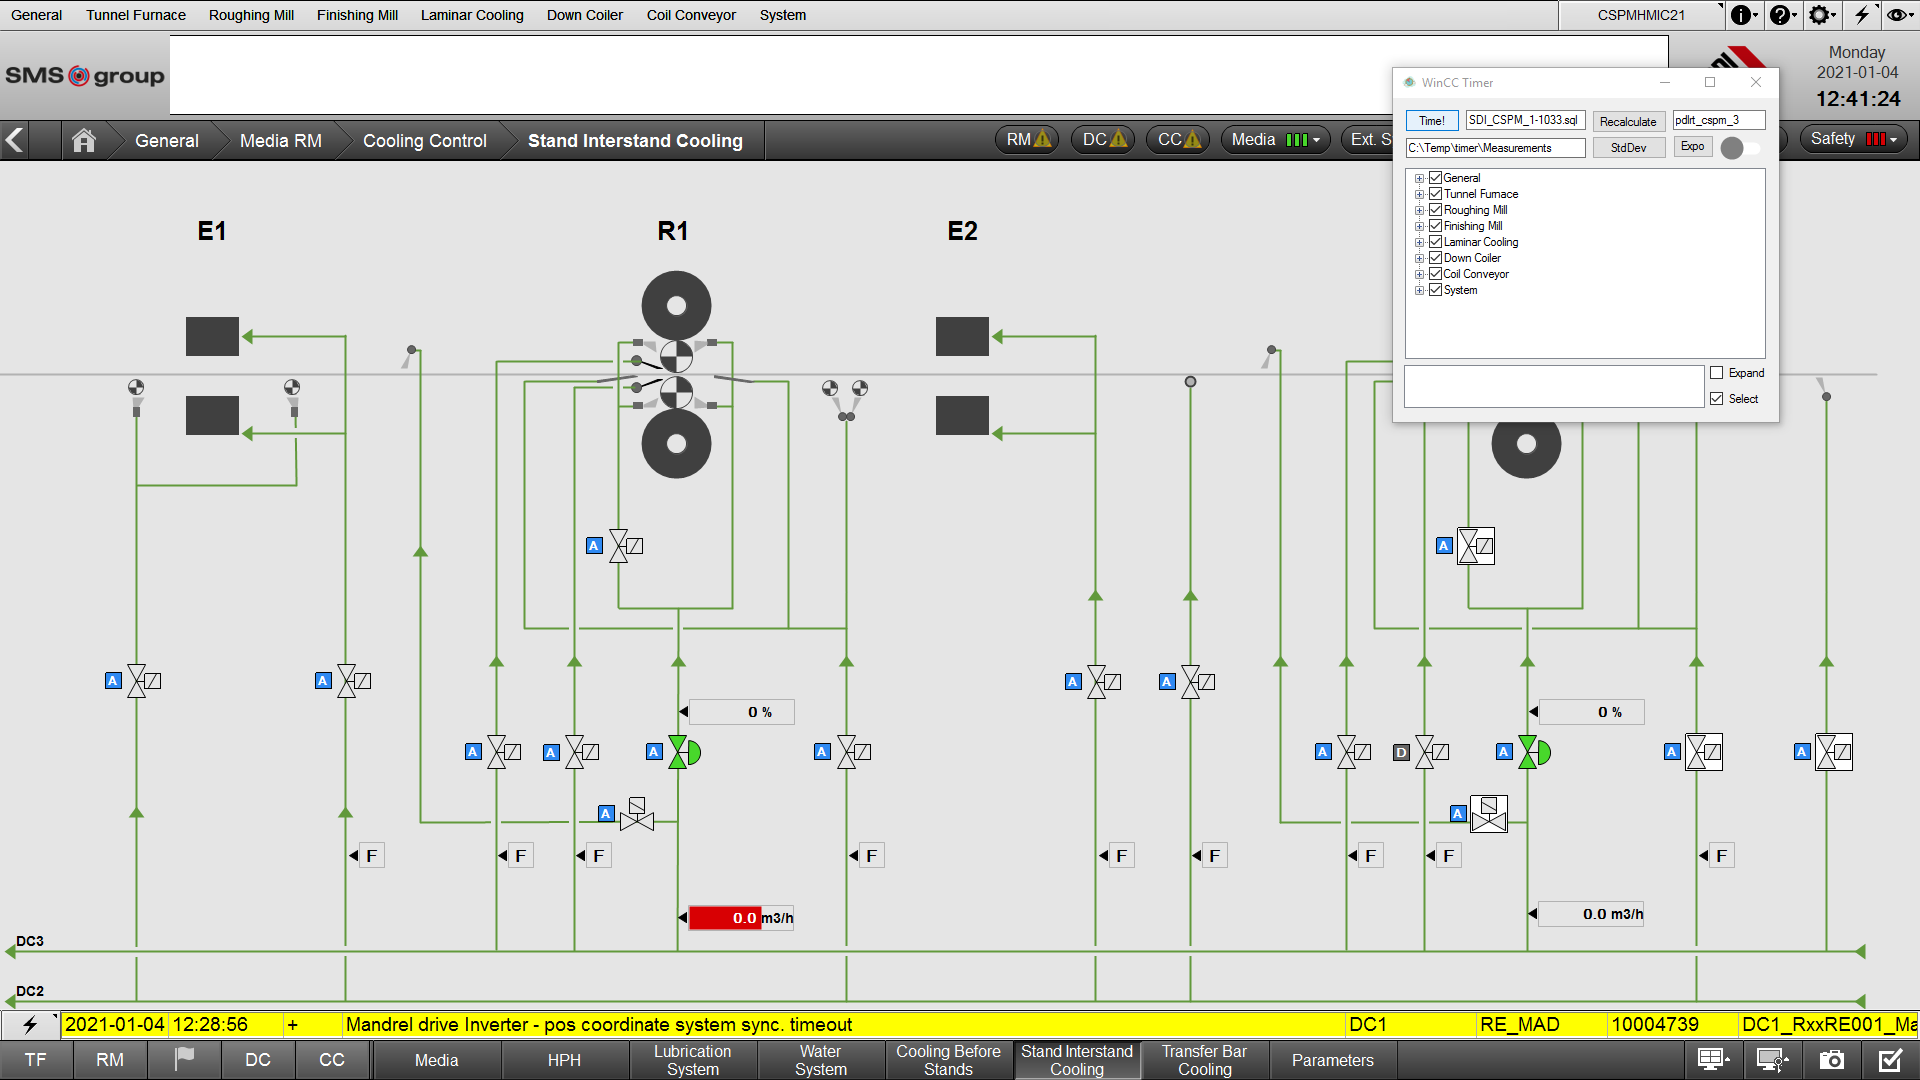 General Tunnel Furnace Roughing Mill Finishing Mill Laminar Cooling Down Coiler Coil Conveyor System CSPMHMIC21
SMS group
Monday
2021-01-04
12:41:24
General Media RM Cooling Control Stand Interstand Cooling RM DC CC Media Ext. S Safety
WinCC Timer
Time! SDI_CSPM_1-1033.sql Recalculate pdlrt_cspm_3
C:\Temp\timer\Measurements StdDev Expo
General
Tunnel Furnace
Roughing Mill
Finishing Mill
Laminar Cooling
Down Coiler
Coil Conveyor
System
Expand
Select
E1 R1 E2
A A
A A A A
0 % 0 %
A A A A A A D A A A
A A
F F F F F F F F F
0.0 m3/h 0.0 m3/h
DC3
DC2
2021-01-04 12:28:56 + Mandrel drive Inverter - pos coordinate system sync. timeout DC1 RE_MAD 10004739 DC1_RxxRE001_Ma
TF RM DC CC Media HPH Lubrication System Water System Cooling Before Stands Stand Interstand Cooling Transfer Bar Cooling Parameters